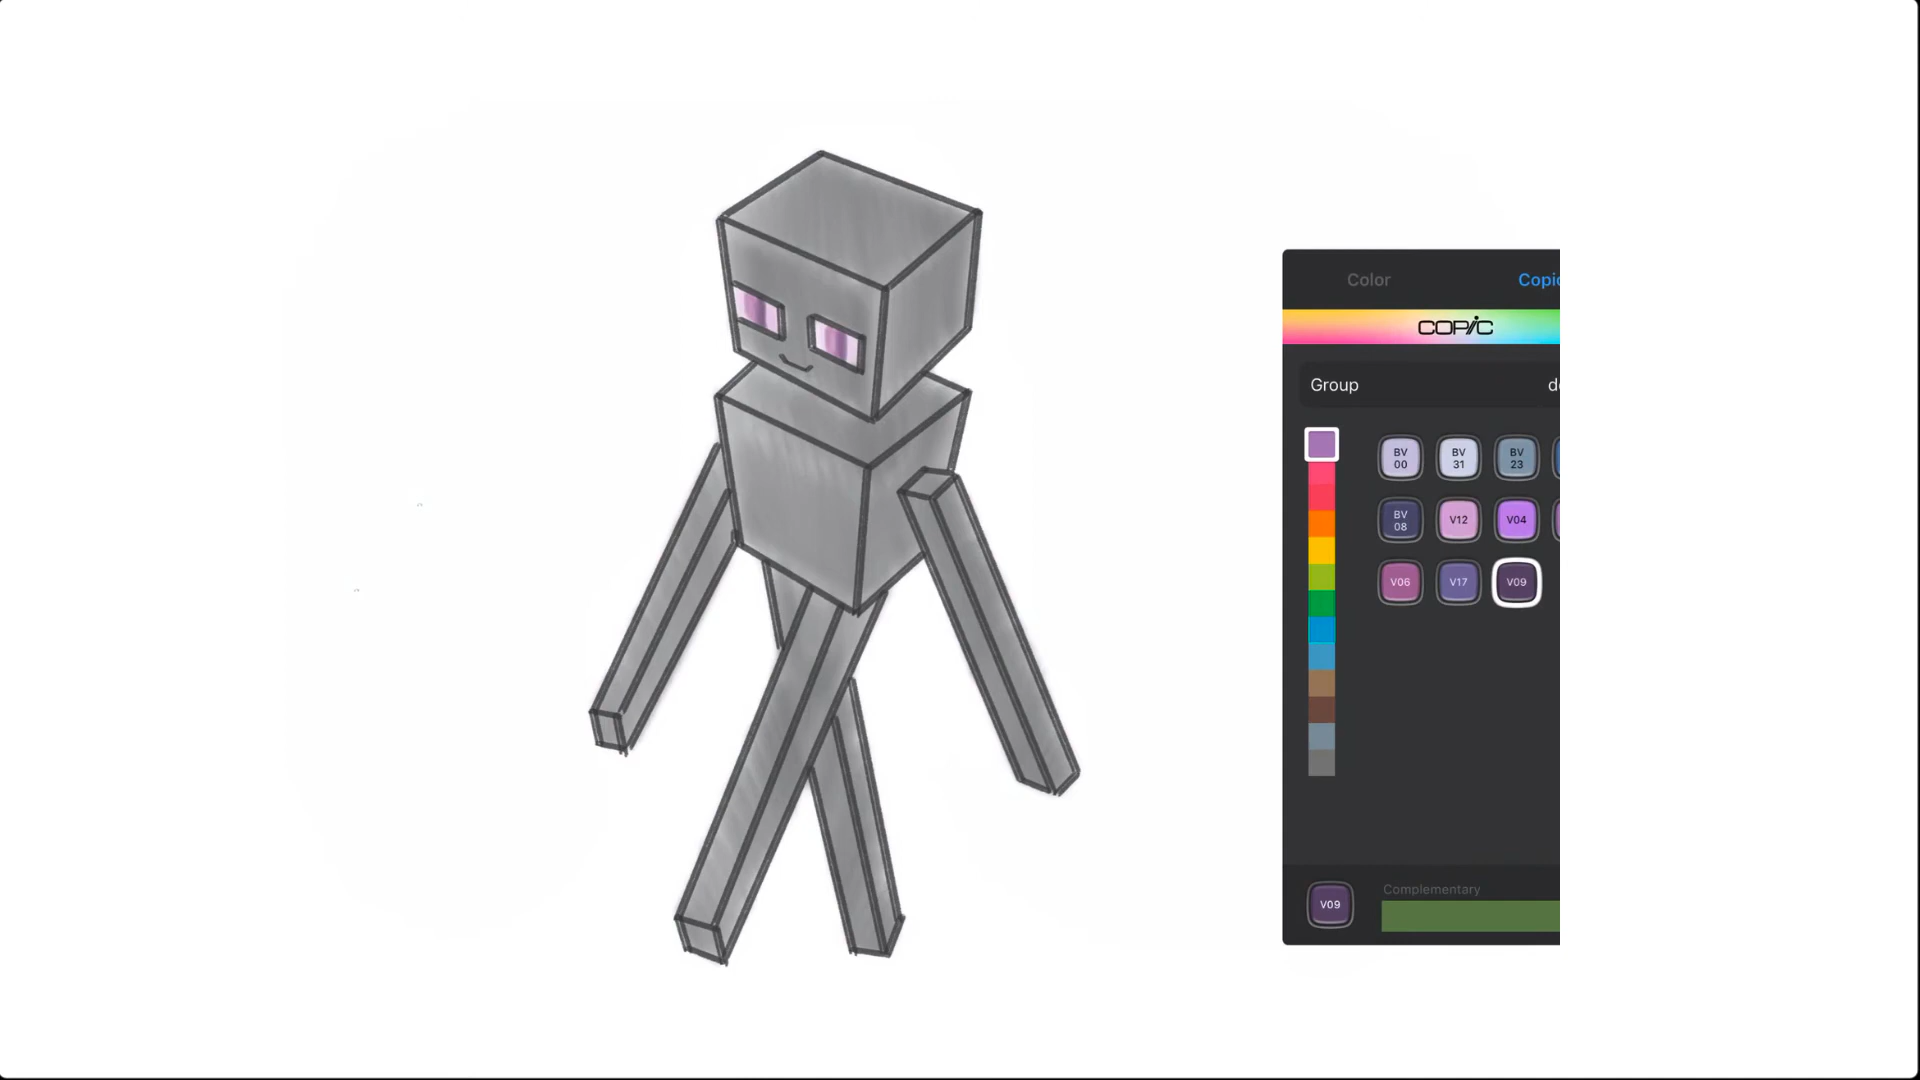 Color Copic
COPIC
Group
BV
00
BV
31
BV
23
BV
08
V12
V04
V06
V17
V09
Complementary
V09